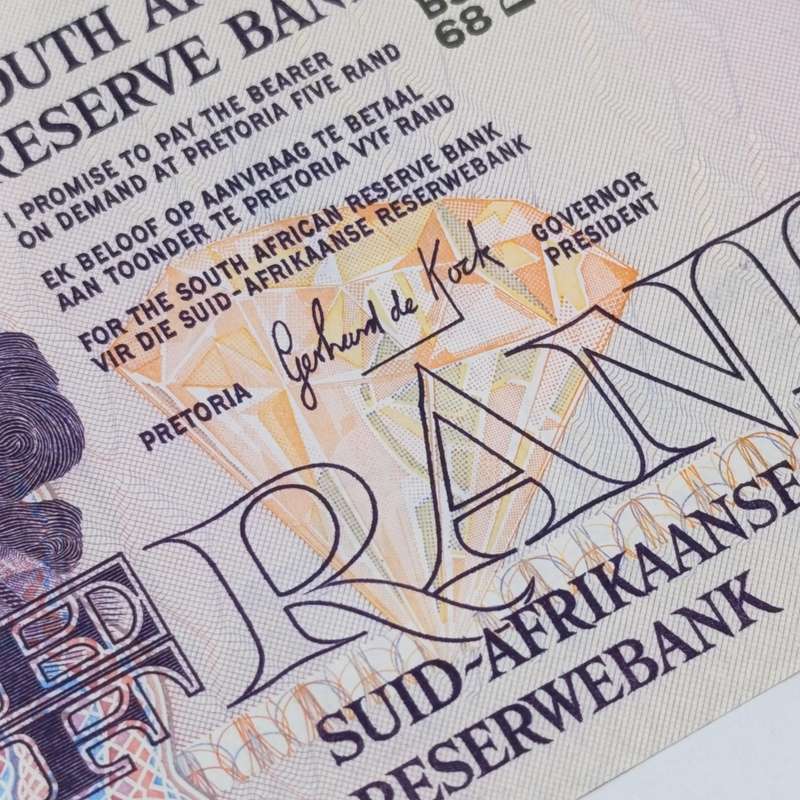 RESERVE BANK
68
I PROMISE TO PAY THE BEARER
ON DEMAND AT PRETORIA FIVE RAND
EK BELOOF OP AANVRAAG TE BETAAL
AAN TOONDER TE PRETORIA VYF RAND
FOR THE SOUTH AFRICAN RESERVE BANK
VIR DIE SUID-AFRIKAANSE RESERWEBANK
GOVERNOR
PRESIDENT
Gerhard de Kock
PRETORIA
RAND
SUID-AFRIKAANSE
RESERWEBANK